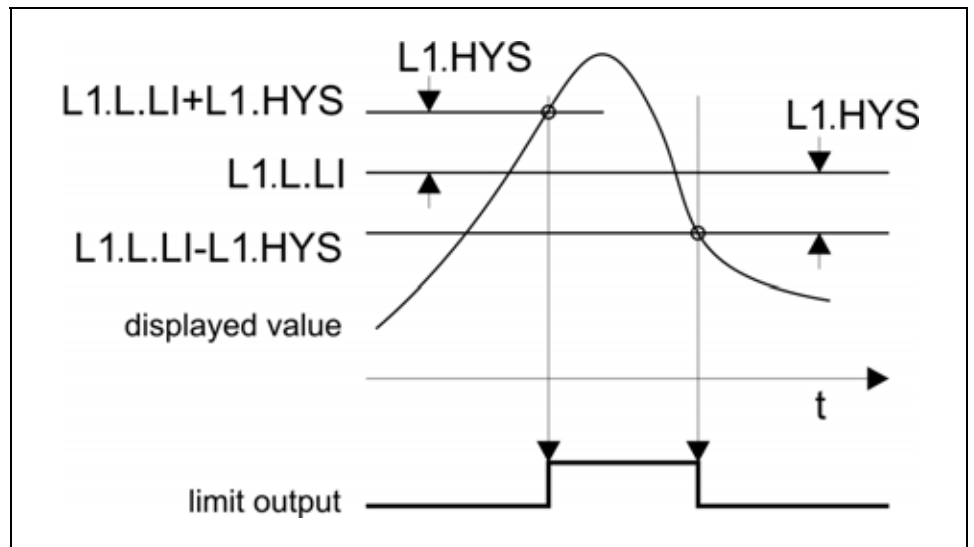 L1.HYS
L1.L.LI+L1.HYS
L1.HYS
L1.L.LI
L1.L.LI-L1.HYS
displayed value
t
limit output